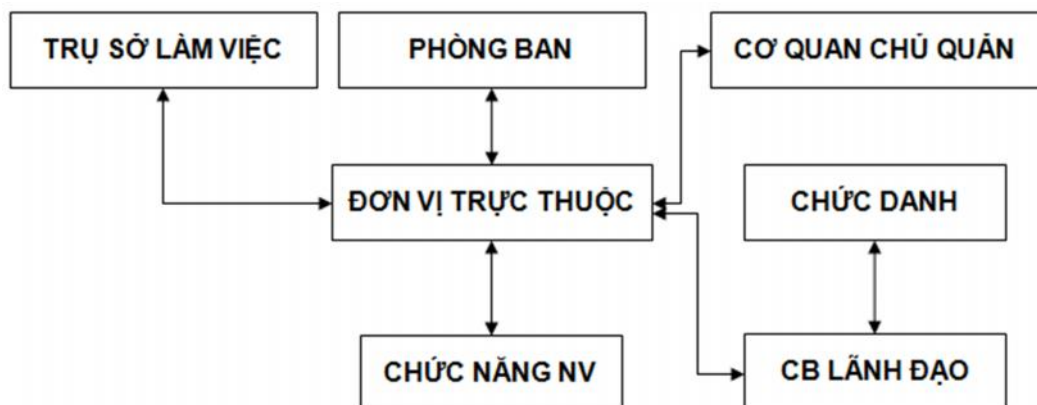 TRỤ SỞ LÀM VIỆC
PHÒNG BAN
CƠ QUAN CHỦ QUẢN
ĐƠN VỊ TRỰC THUỘC
CHỨC DANH
CHỨC NĂNG NV
CB LÃNH ĐẠO